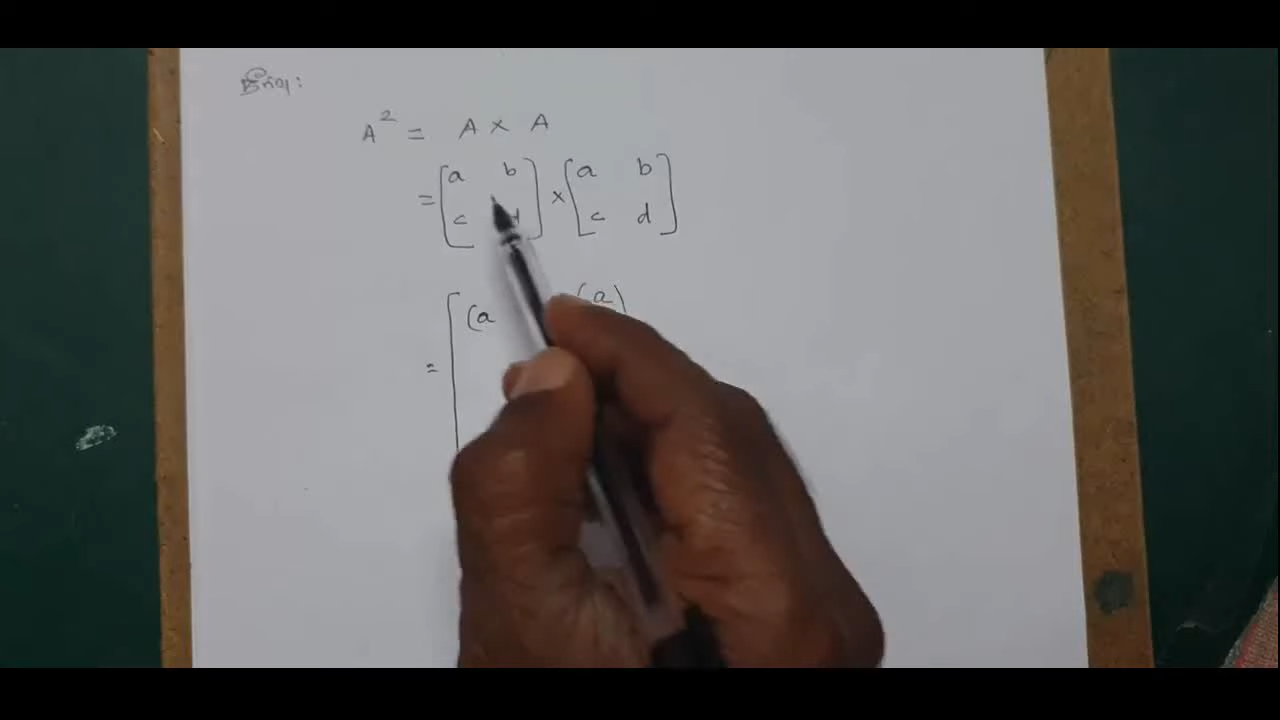 தீர்வு:
A² = A × A
= [a b c d] × [a b c d]
= [(a (a)